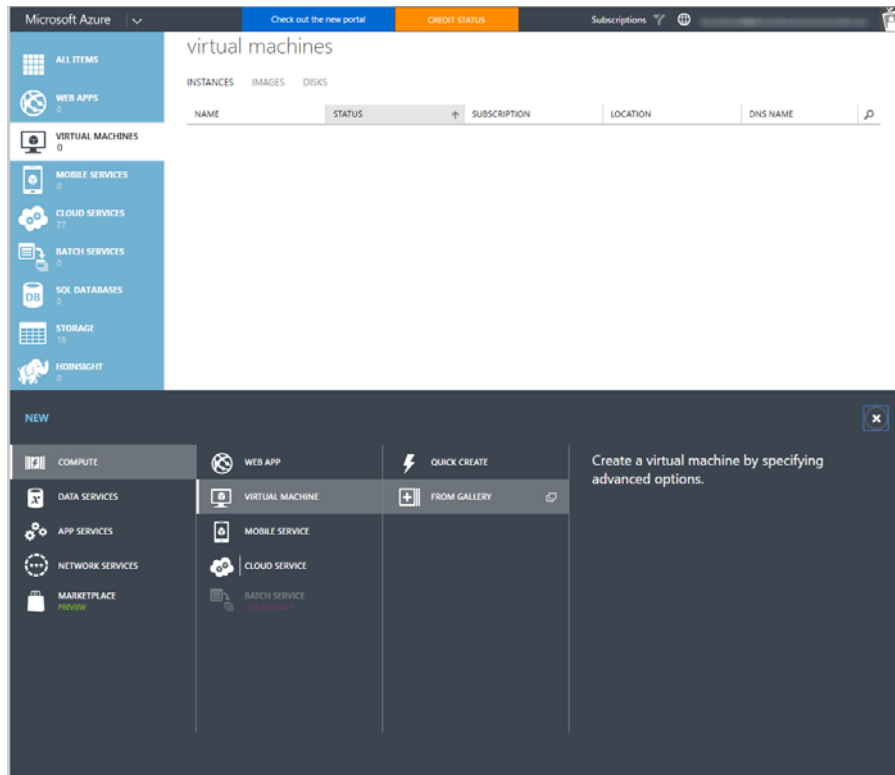 Microsoft Azure
Check out the new portal
CREDIT STATUS
Subscriptions
virtual machines
ALL ITEMS
INSTANCES IMAGES DISKS
WEB APPS
0
NAME STATUS SUBSCRIPTION LOCATION DNS NAME
VIRTUAL MACHINES
0
MOBILE SERVICES
0
CLOUD SERVICES
27
BATCH SERVICES
0
DB
SQL DATABASES
0
STORAGE
18
HDINSIGHT
0
NEW
COMPUTE
DATA SERVICES
APP SERVICES
NETWORK SERVICES
MARKETPLACE
PREVIEW
WEB APP
VIRTUAL MACHINE
MOBILE SERVICE
CLOUD SERVICE
BATCH SERVICE
QUICK CREATE
FROM GALLERY
Create a virtual machine by specifying
advanced options.